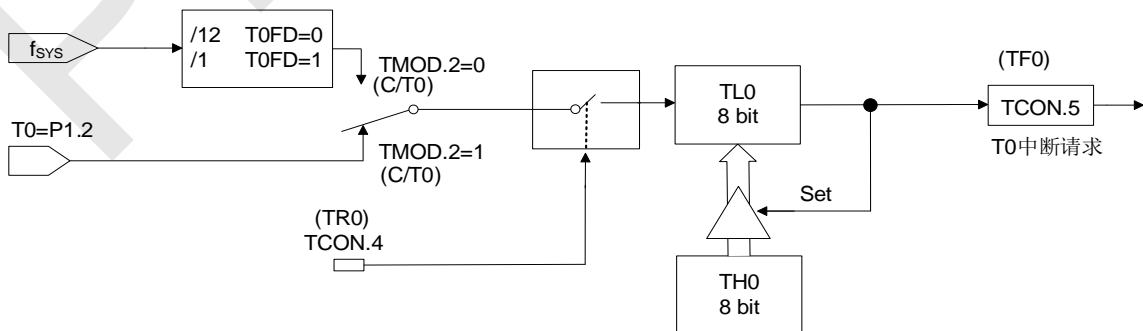 fSYS
/12 T0FD=0
/1 T0FD=1
TMOD.2=0
(C/T0)
T0=P1.2
TMOD.2=1
(C/T0)
(TR0)
TCON.4
TL0
8 bit
Set
TH0
8 bit
(TF0)
TCON.5
T0中断请求